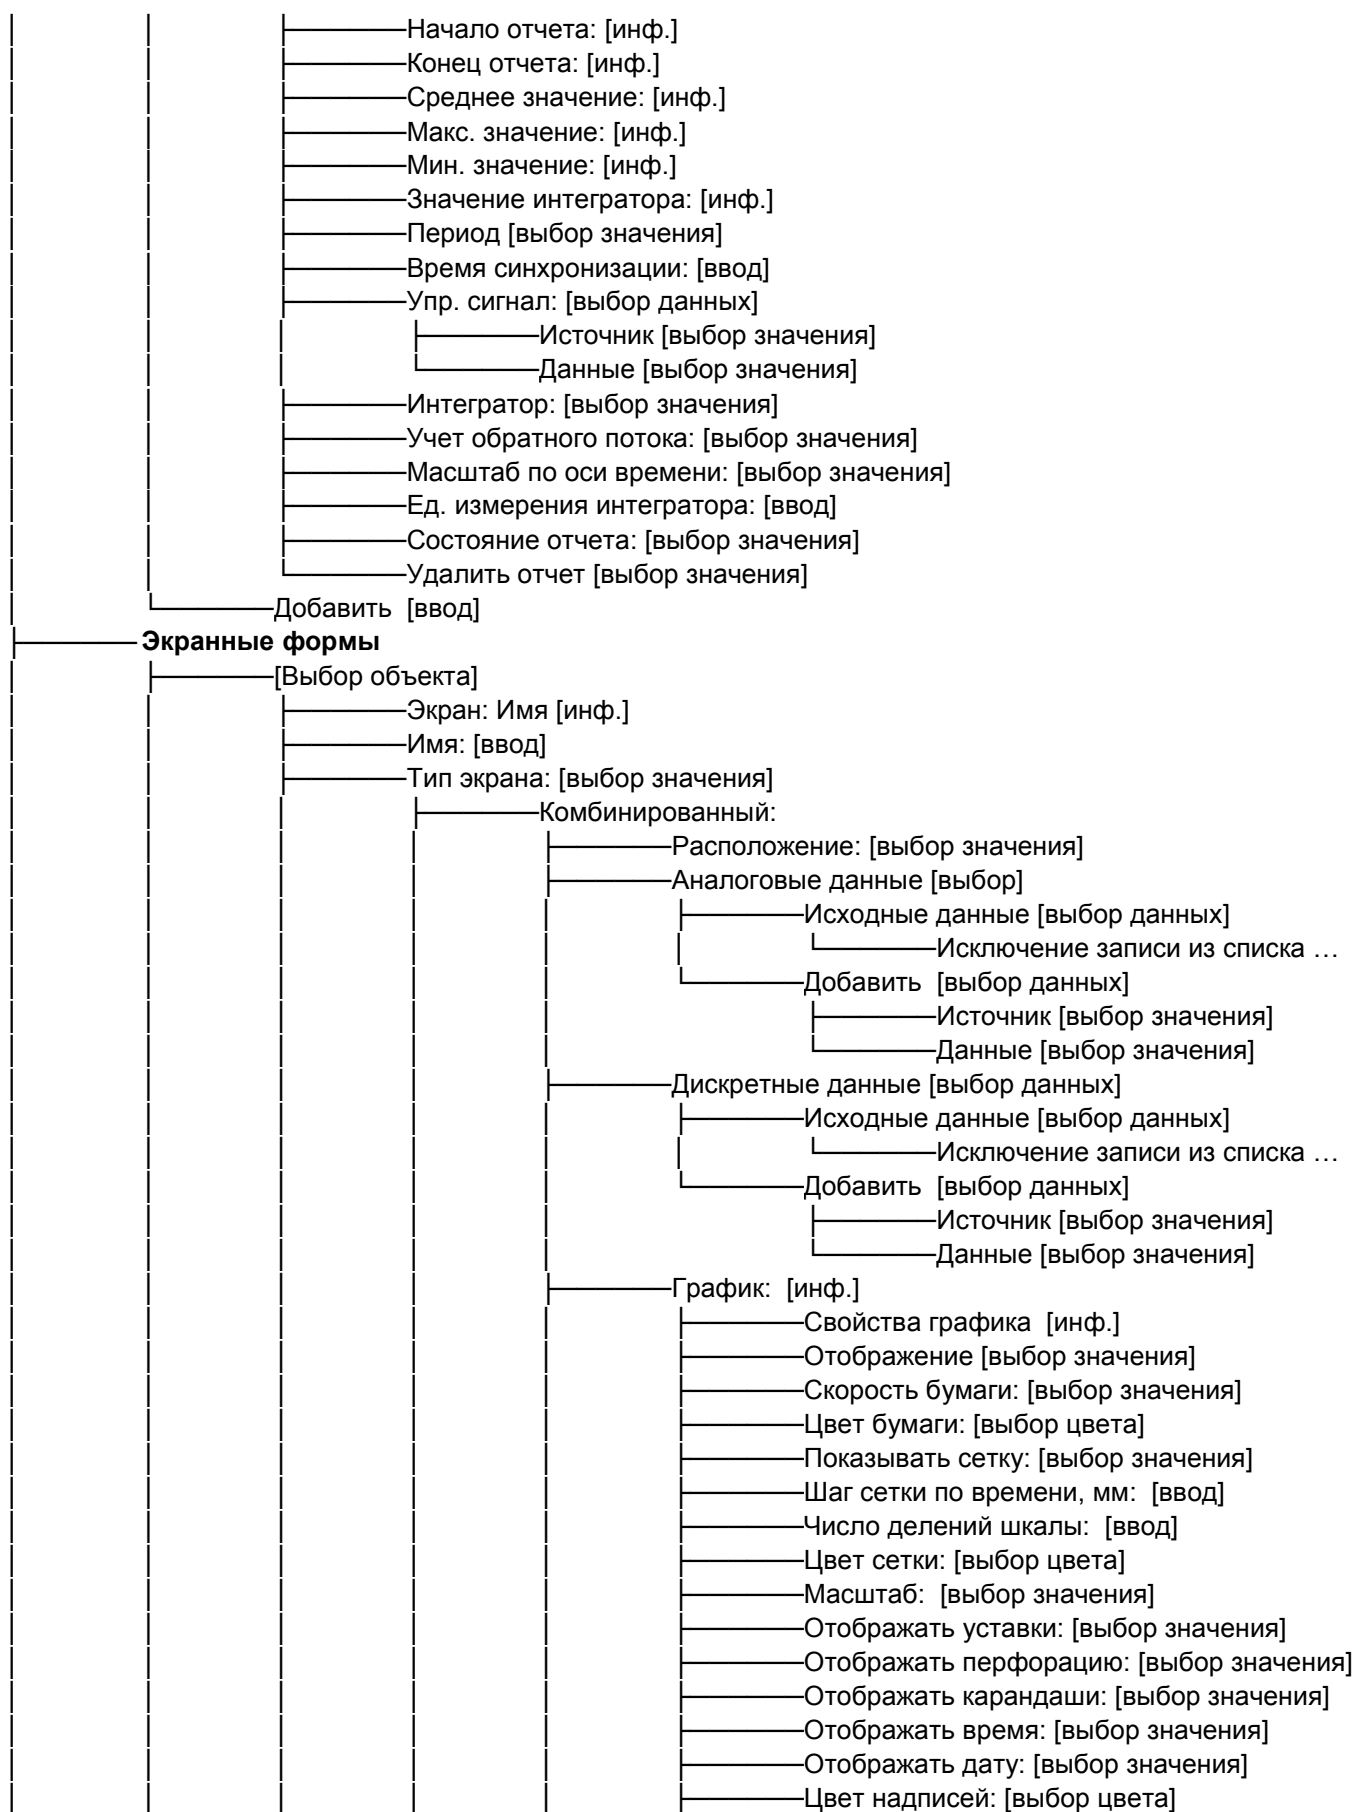 Начало отчета: [инф.]
Конец отчета: [инф.]
Среднее значение: [инф.]
Макс. значение: [инф.]
Мин. значение: [инф.]
Значение интегратора: [инф.]
Период [выбор значения]
Время синхронизации: [ввод]
Упр. сигнал: [выбор данных]
Источник [выбор значения]
Данные [выбор значения]
Интегратор: [выбор значения]
Учет обратного потока: [выбор значения]
Масштаб по оси времени: [выбор значения]
Ед. измерения интегратора: [ввод]
Состояние отчета: [выбор значения]
Удалить отчет [выбор значения]
Добавить [ввод]
Экранные формы
[Выбор объекта]
Экран: Имя [инф.]
Имя: [ввод]
Тип экрана: [выбор значения]
Комбинированный:
Расположение: [выбор значения]
Аналоговые данные [выбор]
Исходные данные [выбор данных]
Исключение записи из списка …
Добавить [выбор данных]
Источник [выбор значения]
Данные [выбор значения]
Дискретные данные [выбор данных]
Исходные данные [выбор данных]
Исключение записи из списка …
Добавить [выбор данных]
Источник [выбор значения]
Данные [выбор значения]
График: [инф.]
Свойства графика [инф.]
Отображение [выбор значения]
Скорость бумаги: [выбор значения]
Цвет бумаги: [выбор цвета]
Показывать сетку: [выбор значения]
Шаг сетки по времени, мм: [ввод]
Число делений шкалы: [ввод]
Цвет сетки: [выбор цвета]
Масштаб: [выбор значения]
Отображать уставки: [выбор значения]
Отображать перфорацию: [выбор значения]
Отображать карандаши: [выбор значения]
Отображать время: [выбор значения]
Отображать дату: [выбор значения]
Цвет надписей: [выбор цвета]